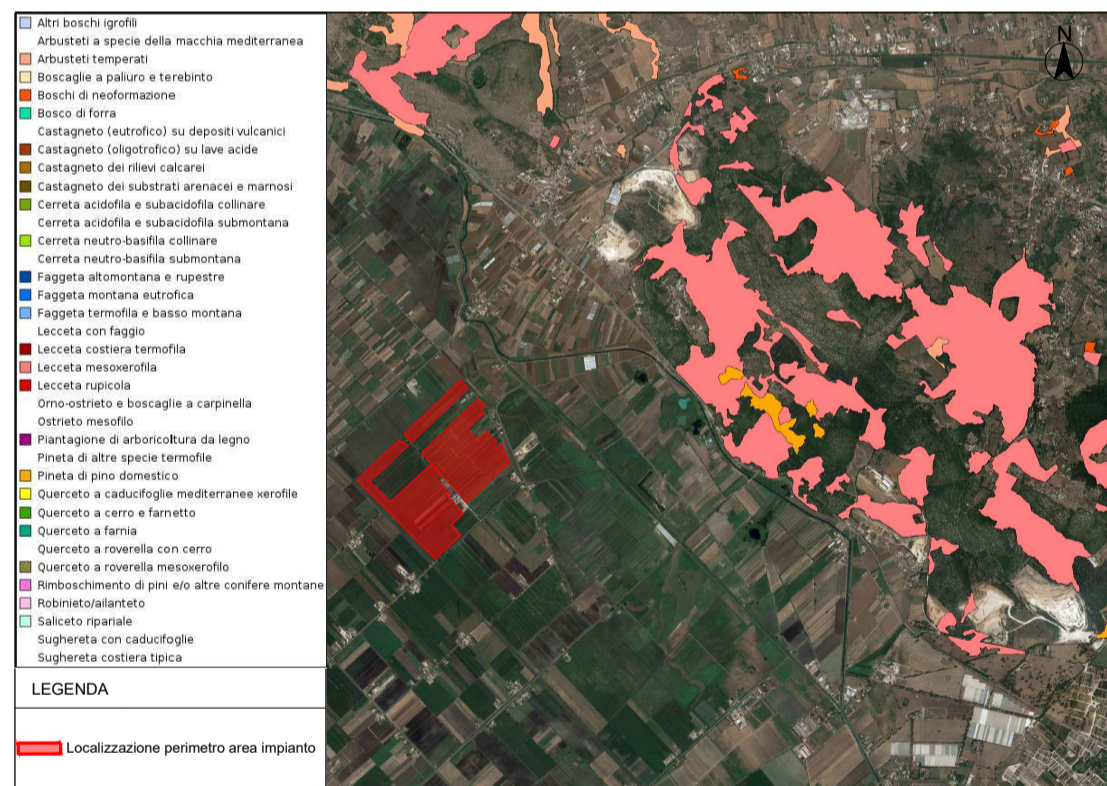 Altri boschi igrofili
Arbusteti a specie della macchia mediterranea
Arbusteti temperati
Boscaglie a paliuro e terebinto
Boschi di neoformazione
Bosco di forra
Castagneto (eutrofico) su depositi vulcanici
Castagneto (oligotrofico) su lave acide
Castagneto dei rilievi calcarei
Castagneto dei substrati arenacei e marnosi
Cerreta acidofila e subacidofila collinare
Cerreta acidofila e subacidofila submontana
Cerreta neutro-basifila collinare
Cerreta neutro-basifila submontana
Faggeta altomontana e rupestre
Faggeta montana eutrofica
Faggeta termofila e basso montana
Lecceta con faggio
Lecceta costiera termofila
Lecceta mesoxerofila
Lecceta rupicola
Orno-ostrieto e boscaglie a carpinella
Ostrieto mesofilo
Piantagione di arboricoltura da legno
Pineta di altre specie termofile
Pineta di pino domestico
Querceto a caducifoglie mediterranee xerofile
Querceto a cerro e farnetto
Querceto a farnia
Querceto a roverella con cerro
Querceto a roverella mesoxerofilo
Rimboschimento di pini e/o altre conifere montane
Robinieto/ailanteto
Saliceto ripariale
Sughereta con caducifoglie
Sughereta costiera tipica
LEGENDA
Localizzazione perimetro area impianto
N